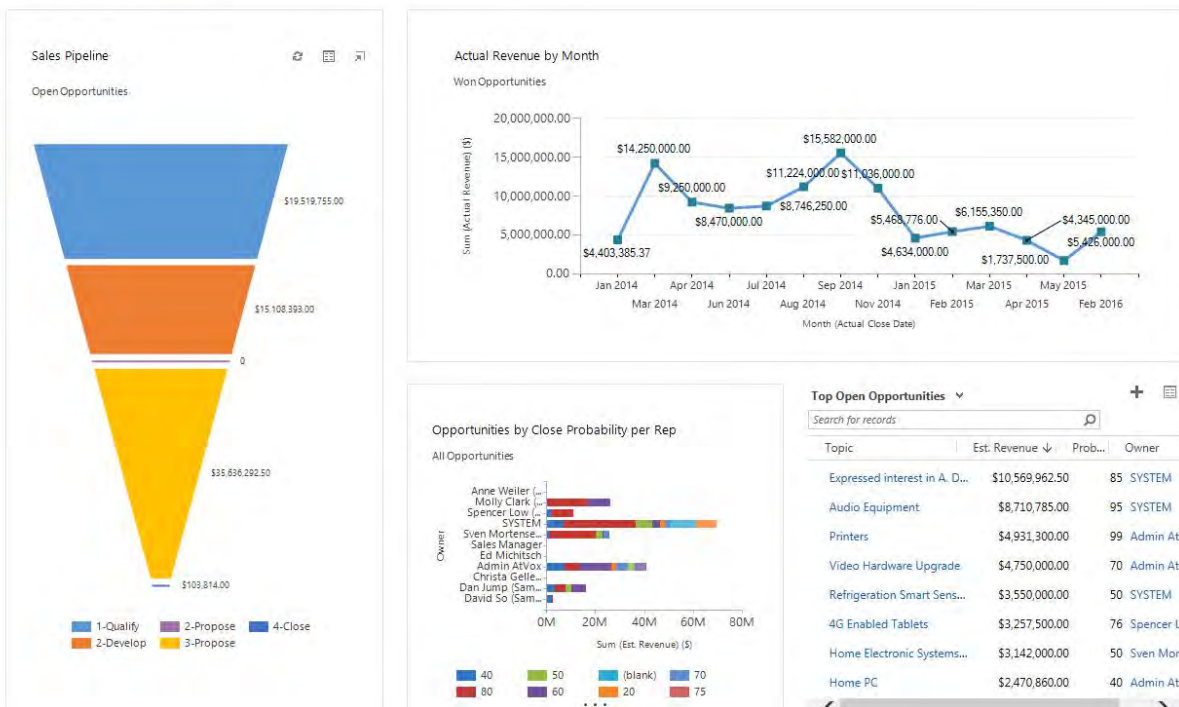 Sales Pipeline
Open Opportunities
$19,519,755.00
$15,108,393.00
0
$35,636,292.50
$103,814.00
1-Qualify 2-Propose 4-Close
2-Develop 3-Propose
Actual Revenue by Month
Won Opportunities
Sum (Actual Revenue) ($)
20,000,000.00
15,000,000.00
10,000,000.00
5,000,000.00
0.00
$4,403,385.37
$14,250,000.00
$9,250,000.00
$8,470,000.00
$8,746,250.00
$11,224,000.00
$15,582,000.00
$11,036,000.00
$4,634,000.00
$5,468,776.00
$6,155,350.00
$4,345,000.00
$1,737,500.00
$5,426,000.00
Jan 2014 Apr 2014 Jul 2014 Sep 2014 Jan 2015 Mar 2015 May 2015
Mar 2014 Jun 2014 Aug 2014 Nov 2014 Feb 2015 Apr 2015 Feb 2016
Month (Actual Close Date)
Opportunities by Close Probability per Rep
All Opportunities
Owner
Anne Weiler (...
Molly Clark (...
Spencer Low (...
SYSTEM
Sven Mortense...
Sales Manager
Ed Michitsch
Admin AtVox
Christa Gelle...
Dan Jump (Sam...
David So (Sam...
0M 20M 40M 60M 80M
Sum (Est. Revenue) ($)
40 50 (blank) 70
80 60 20 75
...
Top Open Opportunities
Search for records
Topic Est. Revenue Prob... Owner
Expressed interest in A. D... $10,569,962.50 85 SYSTEM
Audio Equipment $8,710,785.00 95 SYSTEM
Printers $4,931,300.00 99 Admin At
Video Hardware Upgrade $4,750,000.00 70 Admin At
Refrigeration Smart Sens... $3,550,000.00 50 SYSTEM
4G Enabled Tablets $3,257,500.00 76 Spencer L
Home Electronic Systems... $3,142,000.00 50 Sven Mor
Home PC $2,470,860.00 40 Admin At